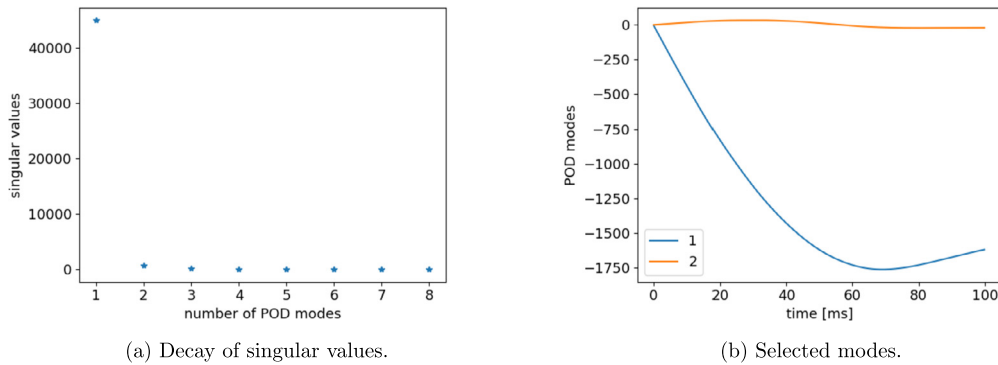 40000
30000
20000
10000
0
singular values
1 2 3 4 5 6 7 8
number of POD modes
(a) Decay of singular values.
0
−250
−500
−750
−1000
−1250
−1500
−1750
POD modes
1
2
0 20 40 60 80 100
time [ms]
(b) Selected modes.